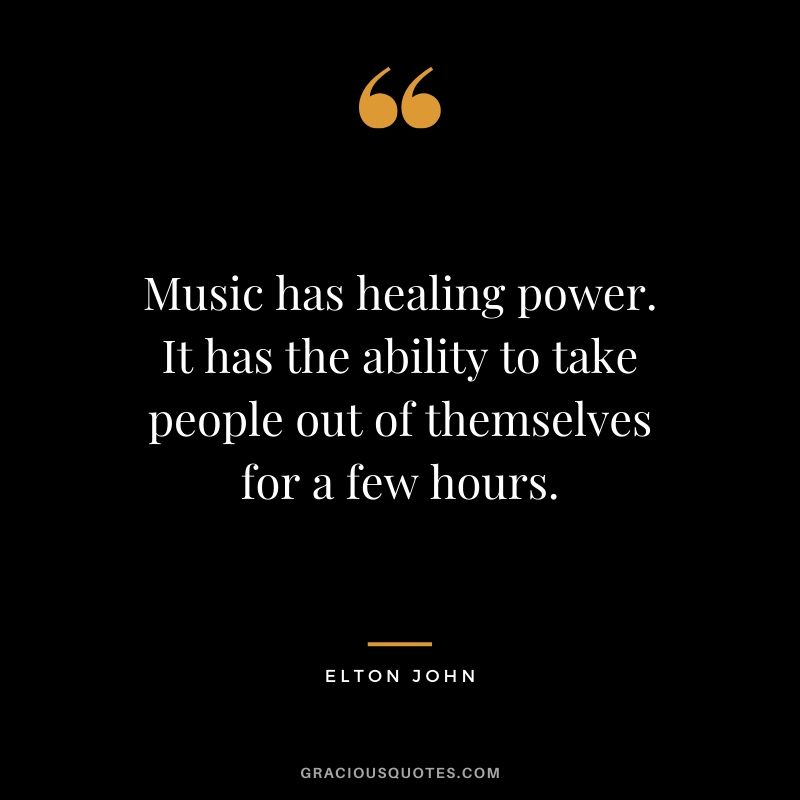 “
Music has healing power.
It has the ability to take
people out of themselves
for a few hours.
ELTON JOHN
GRACIOUSQUOTES.COM